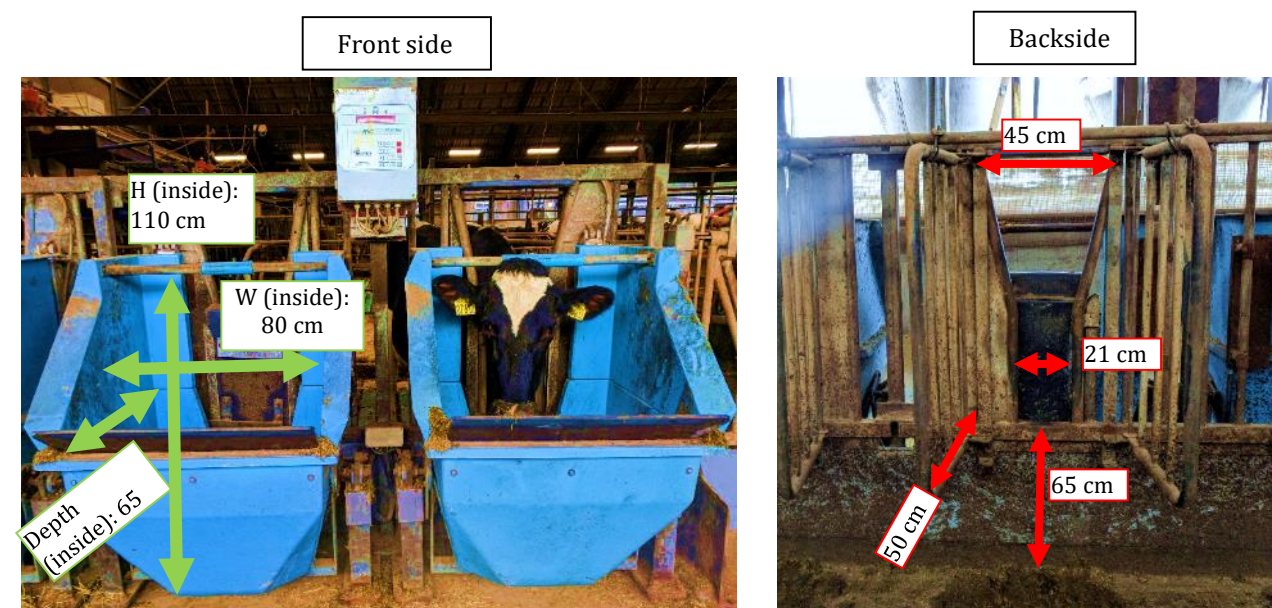 Front side
Backside
H (inside):
110 cm
W (inside):
80 cm
Depth
(inside): 65
45 cm
21 cm
65 cm
50 cm